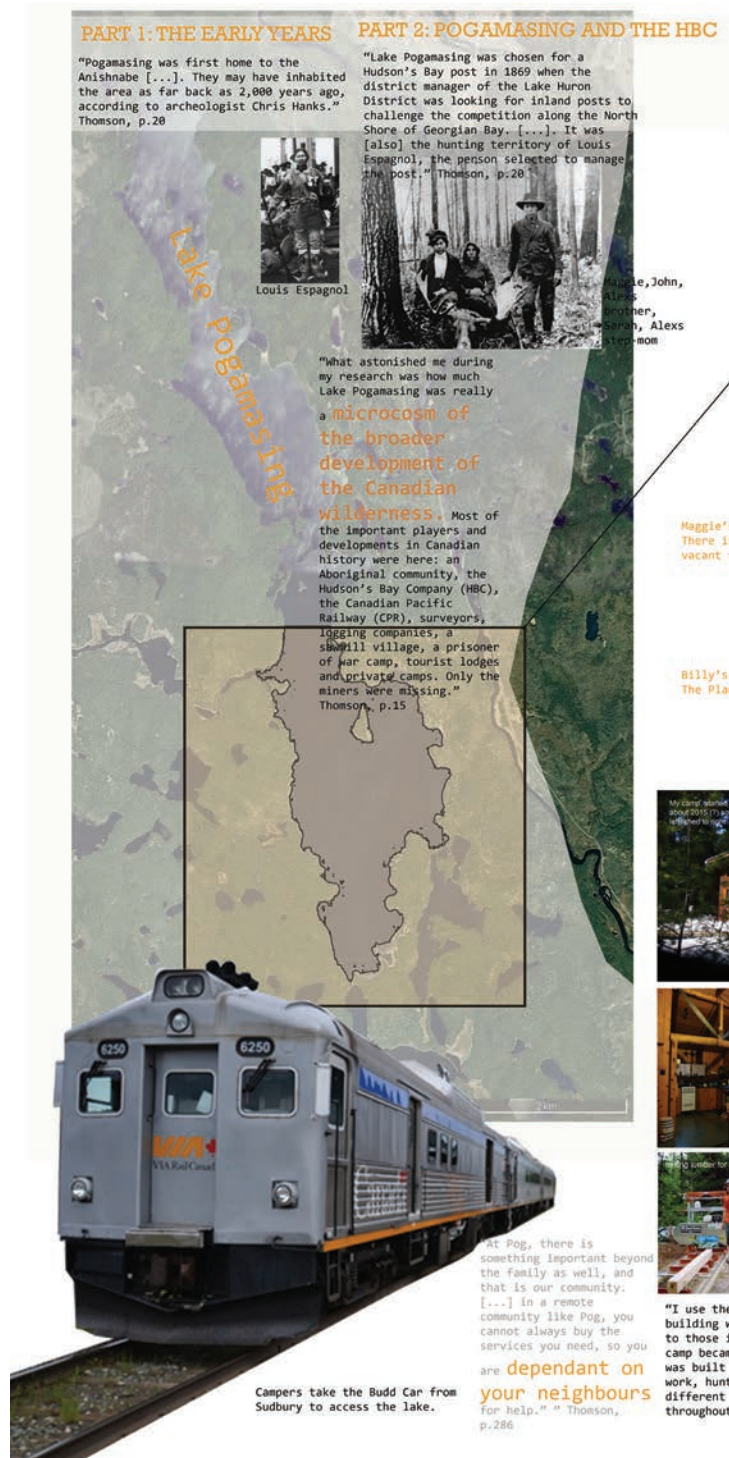 PART 1: THE EARLY YEARS
"Pogamasing was first home to the
Anishnabe [...]. They may have inhabited
the area as far back as 2,000 years ago,
according to archeologist Chris Hanks."
Thomson, p.20
PART 2: POGAMASING AND THE HBC
"Lake Pogamasing was chosen for a
Hudson's Bay post in 1869 when the
district manager of the Lake Huron
District was looking for inland posts to
challenge the competition along the North
Shore of Georgian Bay. [...]. It was
[also] the hunting territory of Louis
Espagnol, the person selected to manage
the post." Thomson, p.20
Louis Espagnol
Maggie,John,
Alexs
brother,
Sarah, Alexs
step-mom
Lake Pogamasing
"What astonished me during
my research was how much
Lake Pogamasing was really
a microcosm of
the broader
development of
the Canadian
wilderness. Most of
the important players and
developments in Canadian
history were here: an
Aboriginal community, the
Hudson's Bay Company (HBC),
the Canadian Pacific
Railway (CPR), surveyors,
logging companies, a
sawmill village, a prisoner
of war camp, tourist lodges
and private camps. Only the
miners were missing."
Thomson, p.15
Maggie's
There i
vacant
Billy's
The Pla
My camp started
about 2015 (?) an
lumber for
2 km
6250
6250
VIA
VIA Rail Canada
Canada
"At Pog, there is
something important beyond
the family as well, and
that is our community.
[...] in a remote
community like Pog, you
cannot always buy the
services you need, so you
are dependant on
your neighbours
for help." " Thomson,
p.286
Campers take the Budd Car from
Sudbury to access the lake.
"I use the
building w
to those i
camp becam
was built
work, hunt
different
throughout